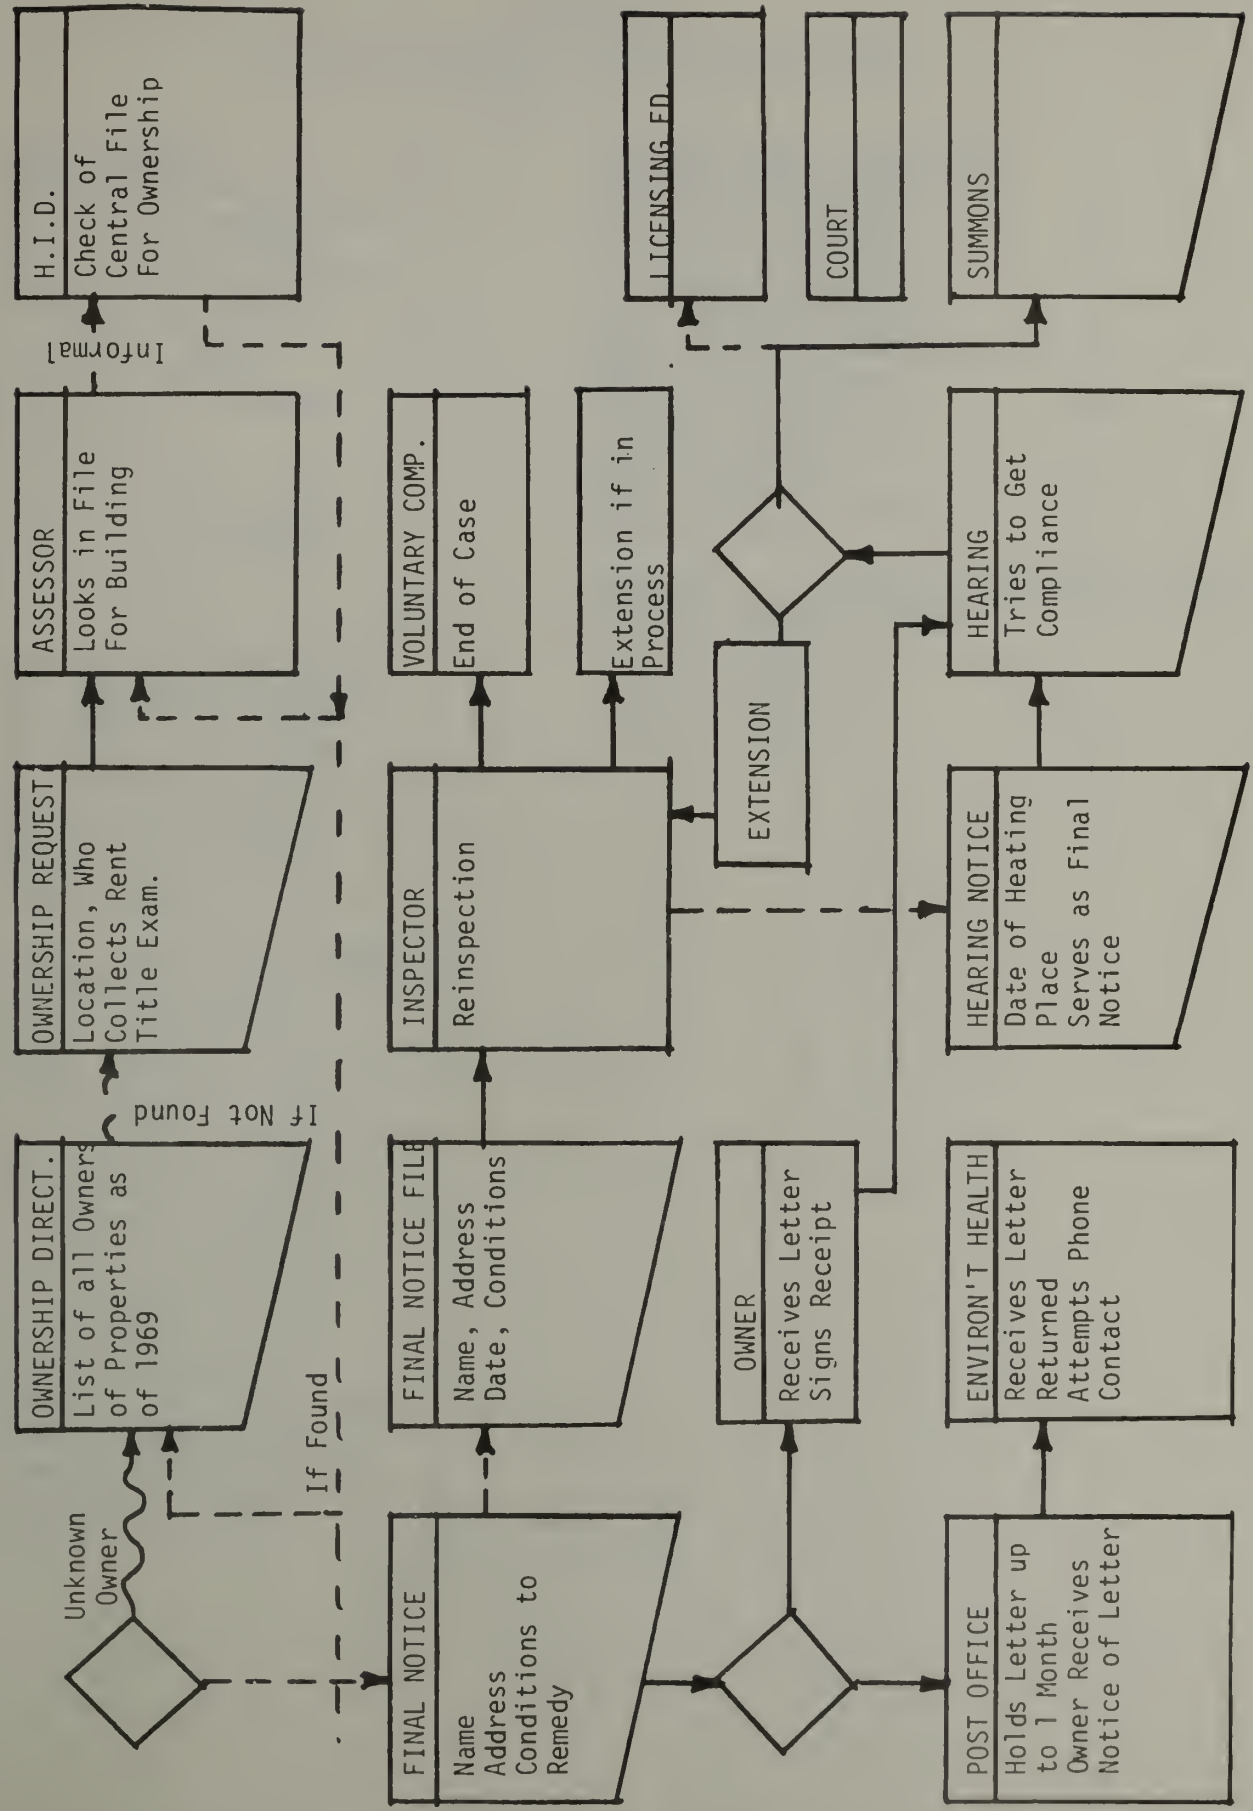 Unknown
Owner
OWNERSHIP DIRECT.
List of all Owners
of Properties as
of 1969
If Not Found
OWNERSHIP REQUEST
Location, Who
Collects Rent
Title Exam.
ASSESSOR
Looks in File
For Building
Informal
H.I.D.
Check of
Central File
For Ownership
If Found
FINAL NOTICE
Name
Address
Conditions to
Remedy
FINAL NOTICE FILE
Name, Address
Date, Conditions
INSPECTOR
Reinspection
VOLUNTARY COMP.
End of Case
Extension if in
Process
LICENSING ED.
OWNER
Receives Letter
Signs Receipt
EXTENSION
COURT
POST OFFICE
Holds Letter up
to 1 Month
Owner Receives
Notice of Letter
ENVIRON'T HEALTH
Receives Letter
Returned
Attempts Phone
Contact
HEARING NOTICE
Date of Heating
Place
Serves as Final
Notice
HEARING
Tries to Get
Compliance
SUMMONS